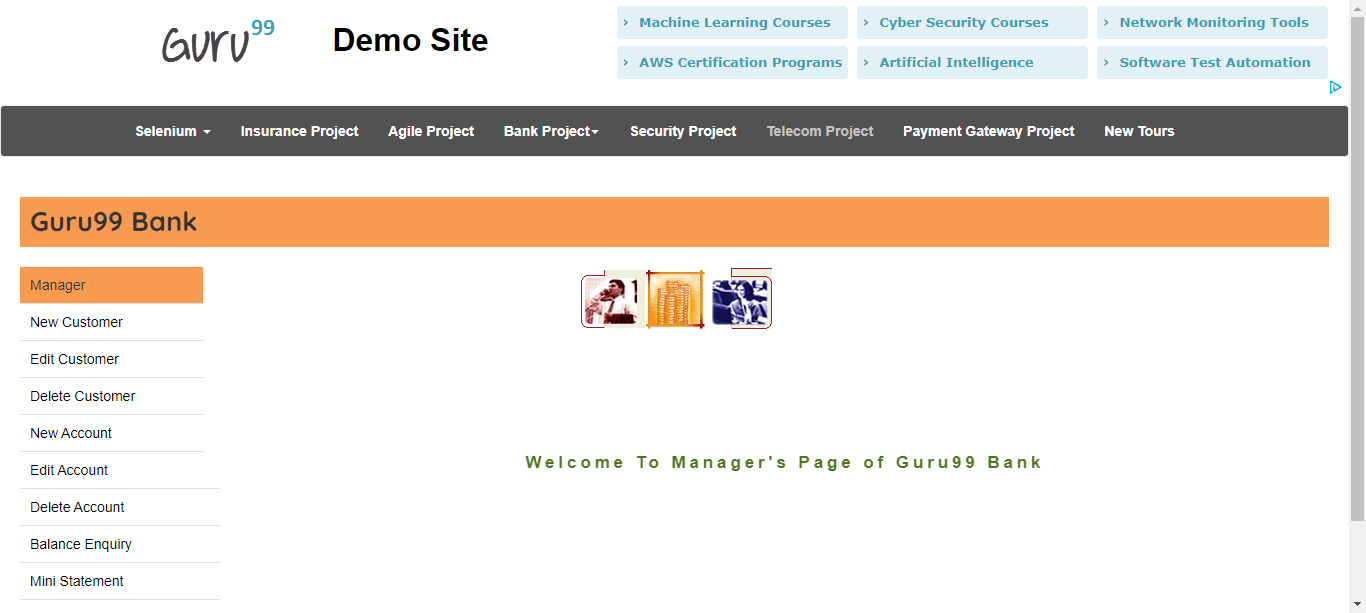 Guru99
Demo Site
Machine Learning Courses
Cyber Security Courses
Network Monitoring Tools
AWS Certification Programs
Artificial Intelligence
Software Test Automation
Selenium
Insurance Project
Agile Project
Bank Project
Security Project
Telecom Project
Payment Gateway Project
New Tours
Guru99 Bank
Manager
New Customer
Edit Customer
Delete Customer
New Account
Edit Account
Delete Account
Balance Enquiry
Mini Statement
Welcome To Manager's Page of Guru99 Bank